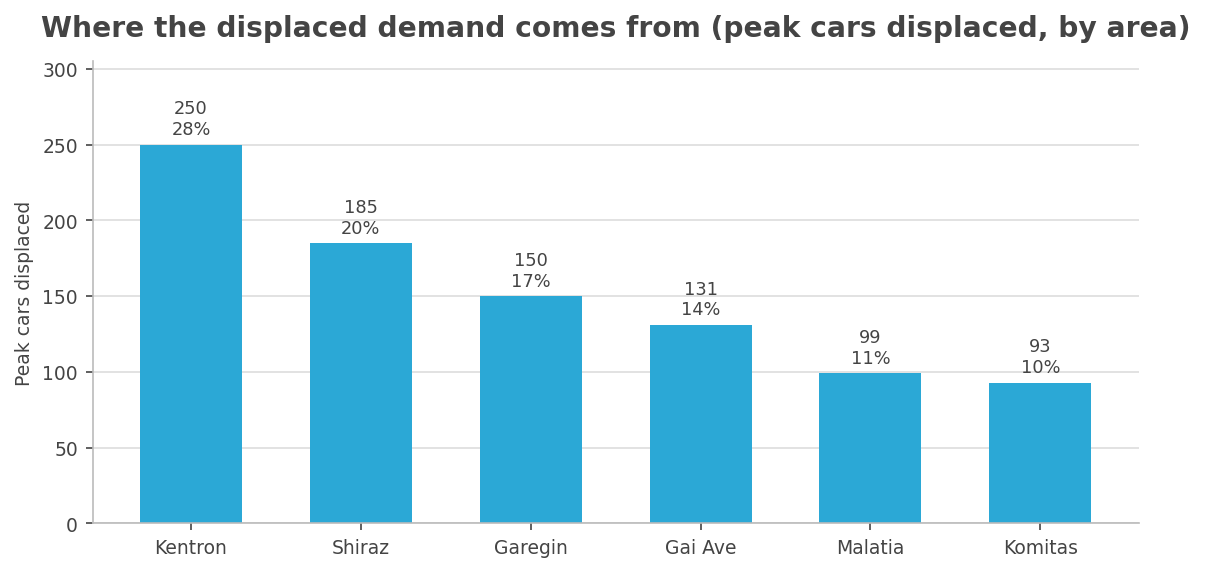 Where the displaced demand comes from (peak cars displaced, by area)
Peak cars displaced
300
250
200
150
100
50
0
250
28%
185
20%
150
17%
131
14%
99
11%
93
10%
Kentron
Shiraz
Garegin
Gai Ave
Malatia
Komitas